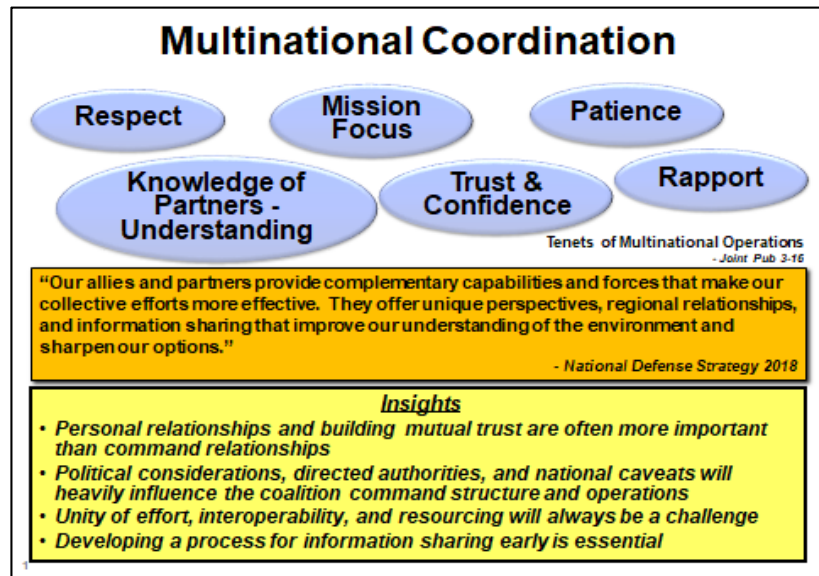 Multinational Coordination
Respect
Mission
Focus
Patience
Knowledge of
Partners -
Understanding
Trust &
Confidence
Rapport
Tenets of Multinational Operations
- Joint Pub 3-16
“Our allies and partners provide complementary capabilities and forces that make our
collective efforts more effective. They offer unique perspectives, regional relationships,
and information sharing that improve our understanding of the environment and
sharpen our options.”
- National Defense Strategy 2018
Insights
• Personal relationships and building mutual trust are often more important
than command relationships
• Political considerations, directed authorities, and national caveats will
heavily influence the coalition command structure and operations
• Unity of effort, interoperability, and resourcing will always be a challenge
• Developing a process for information sharing early is essential
1